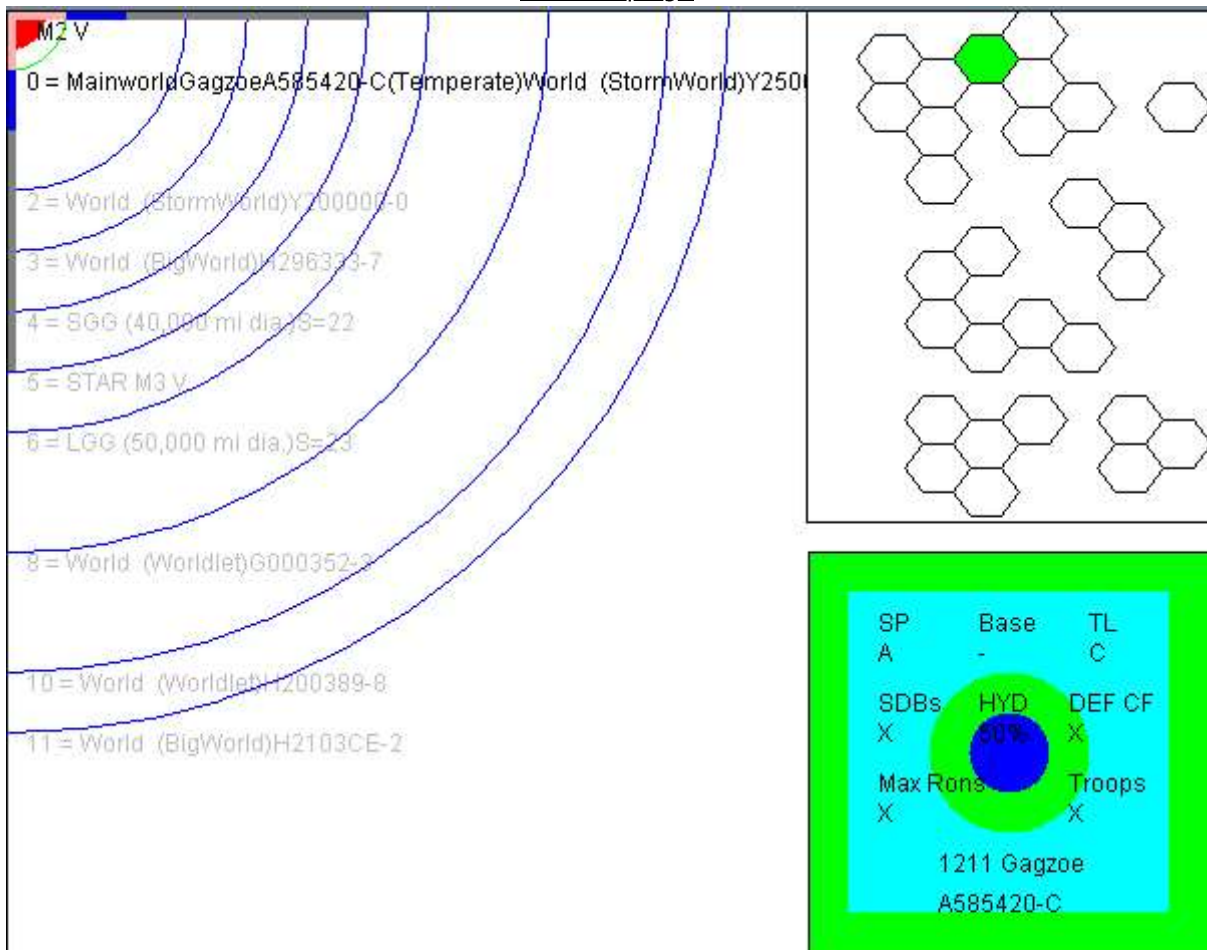 M2 V
0 = MainworldGagzoeA585420-C(Temperate)World (StormWorld)Y250
2 = World (StormWorld)Y200000-0
3 = World (BigWorld)H296333-7
4 = SGG (40,000 mi dia.)S=22
5 = STAR M3 V
6 = LGG (50,000 mi dia.)S=23
8 = World (Worldlet)G000352-3
10 = World (Worldlet)H200389-8
11 = World (BigWorld)H2103CE-2
SP Base TL
A - C
SDBs HYD DEF CF
X 50% X
Max Rons Troops
X X
1211 Gagzoe
A585420-C